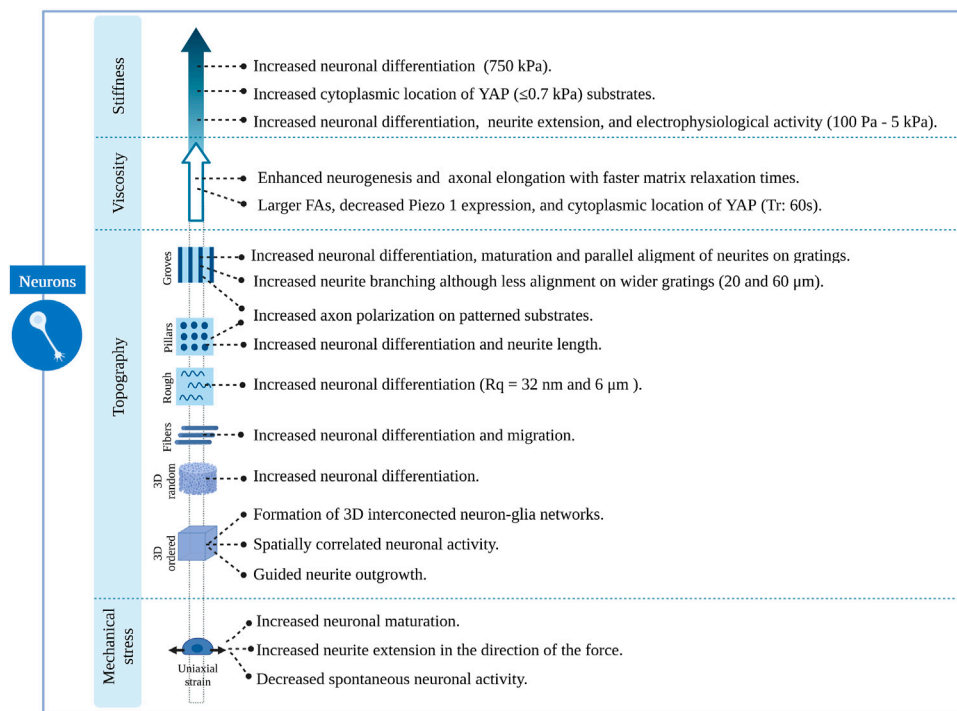 Stiffness
Increased neuronal differentiation (750 kPa).
Increased cytoplasmic location of YAP (≤0.7 kPa) substrates.
Increased neuronal differentiation, neurite extension, and electrophysiological activity (100 Pa - 5 kPa).
Viscosity
Enhanced neurogenesis and axonal elongation with faster matrix relaxation times.
Larger FAs, decreased Piezo 1 expression, and cytoplasmic location of YAP (Tr: 60s).
Neurons
Topography
Groves
Increased neuronal differentiation, maturation and parallel aligment of neurites on gratings.
Increased neurite branching although less alignment on wider gratings (20 and 60 μm).
Increased axon polarization on patterned substrates.
Pillars
Increased neuronal differentiation and neurite length.
Rough
Increased neuronal differentiation (Rq = 32 nm and 6 μm ).
Fibers
Increased neuronal differentiation and migration.
3D
random
Increased neuronal differentiation.
3D
ordered
Formation of 3D interconnected neuron-glia networks.
Spatially correlated neuronal activity.
Guided neurite outgrowth.
Mechanical
stress
Uniaxial
strain
Increased neuronal maturation.
Increased neurite extension in the direction of the force.
Decreased spontaneous neuronal activity.